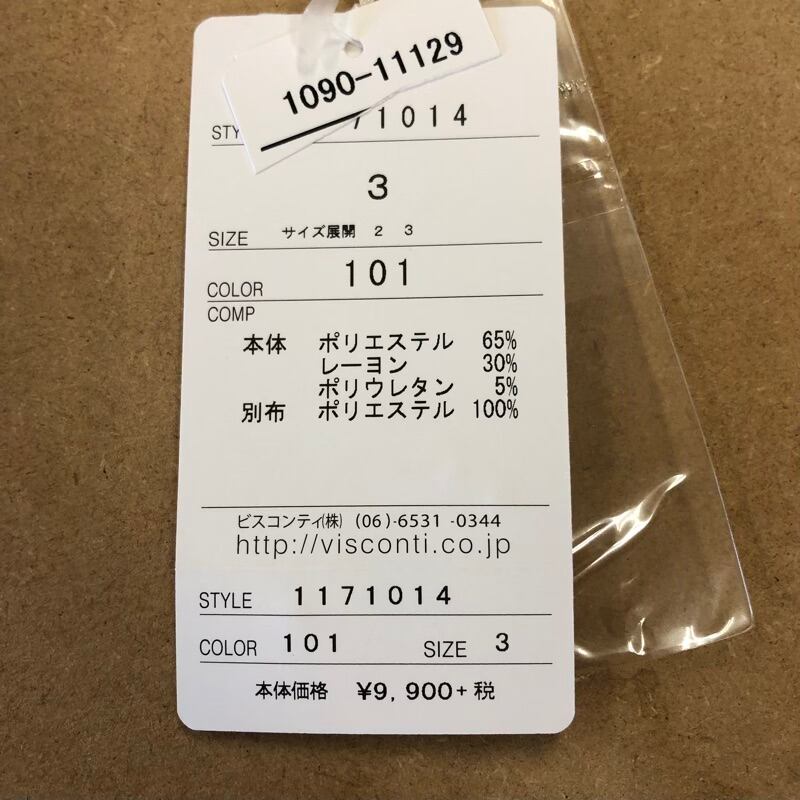 1090-11129
STY 71014
3
SIZE サイズ展開 2 3
COLOR 101
COMP
本体 ポリエステル 65%
レーヨン 30%
ポリウレタン 5%
別布 ポリエステル 100%
ビスコンティ㈱ (06)-6531-0344
http://visconti.co.jp
STYLE 1171014
COLOR 101 SIZE 3
本体価格 ¥9,900+税